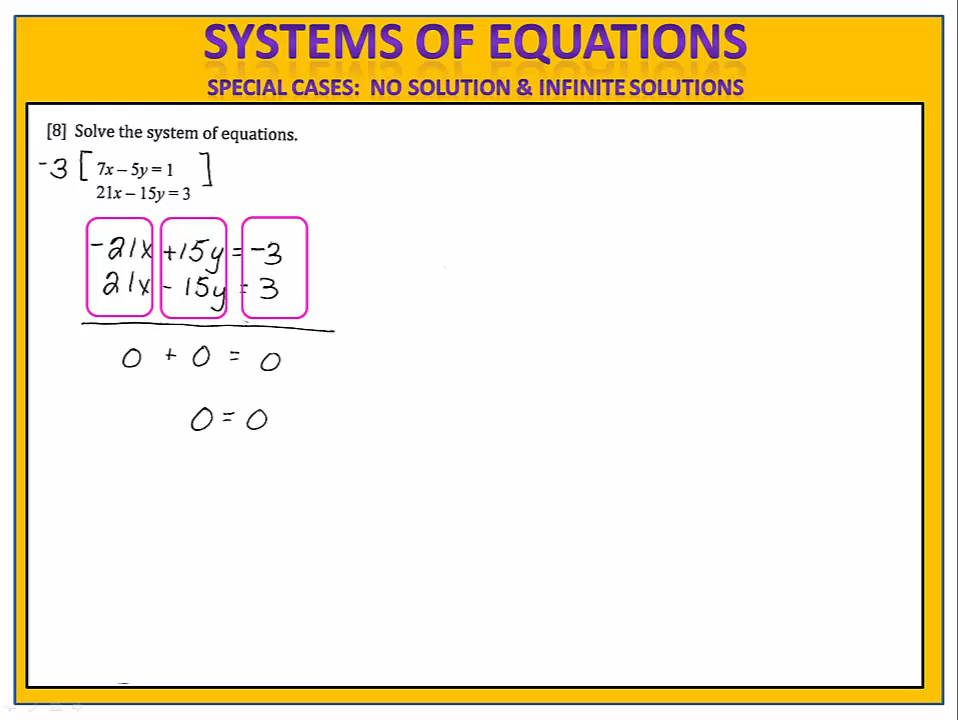 SYSTEMS OF EQUATIONS
SPECIAL CASES: NO SOLUTION & INFINITE SOLUTIONS
[8] Solve the system of equations.
-3 [ 7x – 5y = 1 ]
21x – 15y = 3
-21x +15y = -3
21x - 15y = 3
0 + 0 = 0
0 = 0